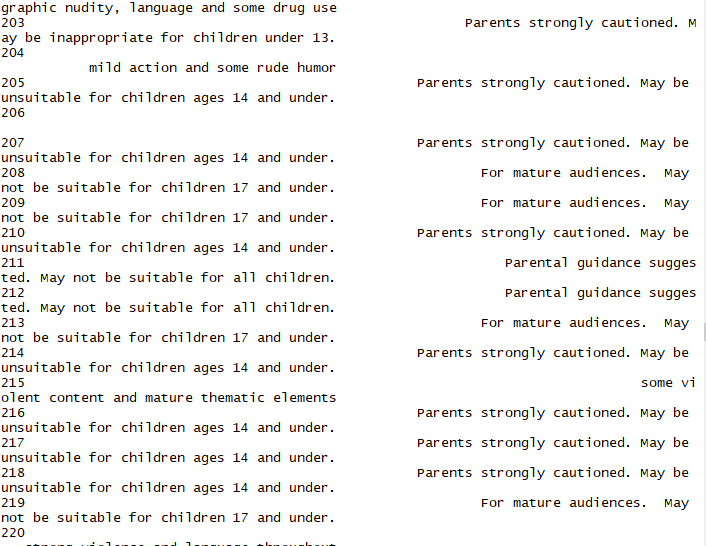 graphic nudity, language and some drug use
203 Parents strongly cautioned. M
ay be inappropriate for children under 13.
204
mild action and some rude humor
205 Parents strongly cautioned. May be
unsuitable for children ages 14 and under.
206
207 Parents strongly cautioned. May be
unsuitable for children ages 14 and under.
208 For mature audiences.  May
not be suitable for children 17 and under.
209 For mature audiences.  May
not be suitable for children 17 and under.
210 Parents strongly cautioned. May be
unsuitable for children ages 14 and under.
211 Parental guidance sugges
ted. May not be suitable for all children.
212 Parental guidance sugges
ted. May not be suitable for all children.
213 For mature audiences.  May
not be suitable for children 17 and under.
214 Parents strongly cautioned. May be
unsuitable for children ages 14 and under.
215 some vi
olent content and mature thematic elements
216 Parents strongly cautioned. May be
unsuitable for children ages 14 and under.
217 Parents strongly cautioned. May be
unsuitable for children ages 14 and under.
218 Parents strongly cautioned. May be
unsuitable for children ages 14 and under.
219 For mature audiences.  May
not be suitable for children 17 and under.
220
strong violence and language throughout